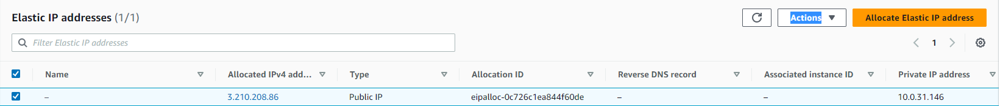 Elastic IP addresses (1/1)
Actions
Allocate Elastic IP address
Filter Elastic IP addresses
1
Name Allocated IPv4 add... Type Allocation ID Reverse DNS record Associated instance ID Private IP address
– 3.210.208.86 Public IP eipalloc-0c726c1ea844f60de – – 10.0.31.146